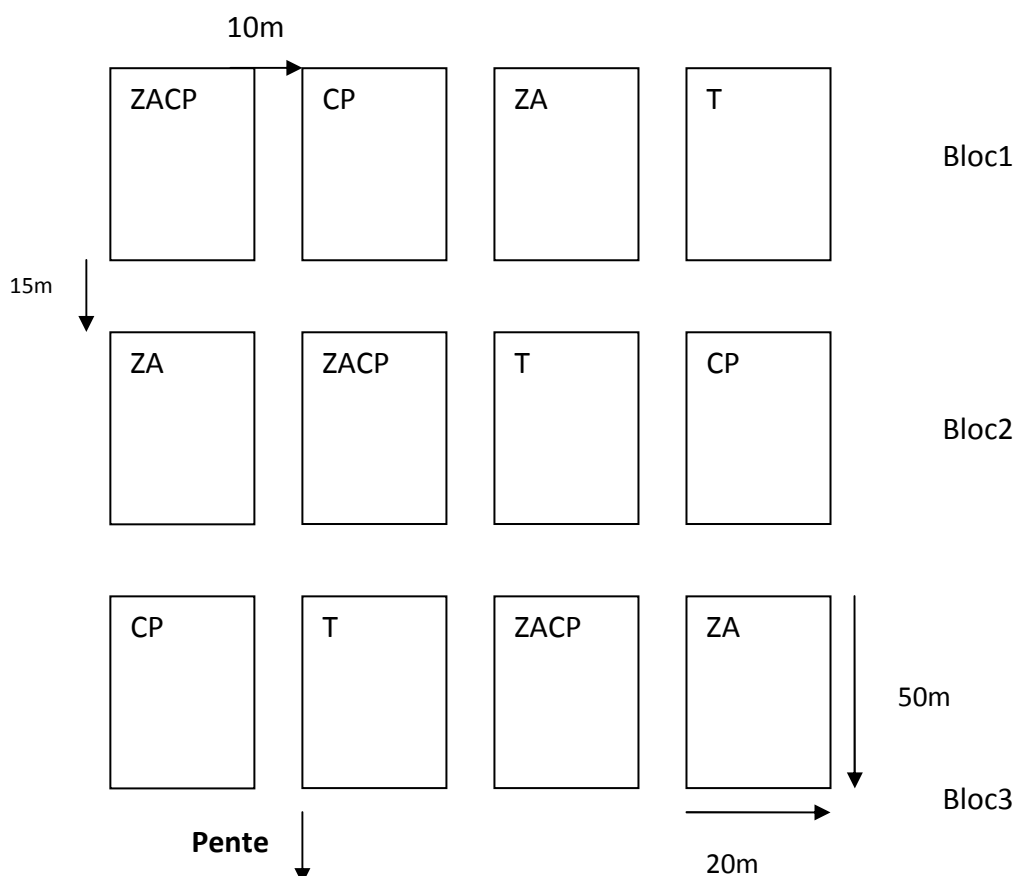 10m
ZACP CP ZA T
Bloc1
15m
ZA ZACP T CP
Bloc2
CP T ZACP ZA
50m
Bloc3
Pente
20m